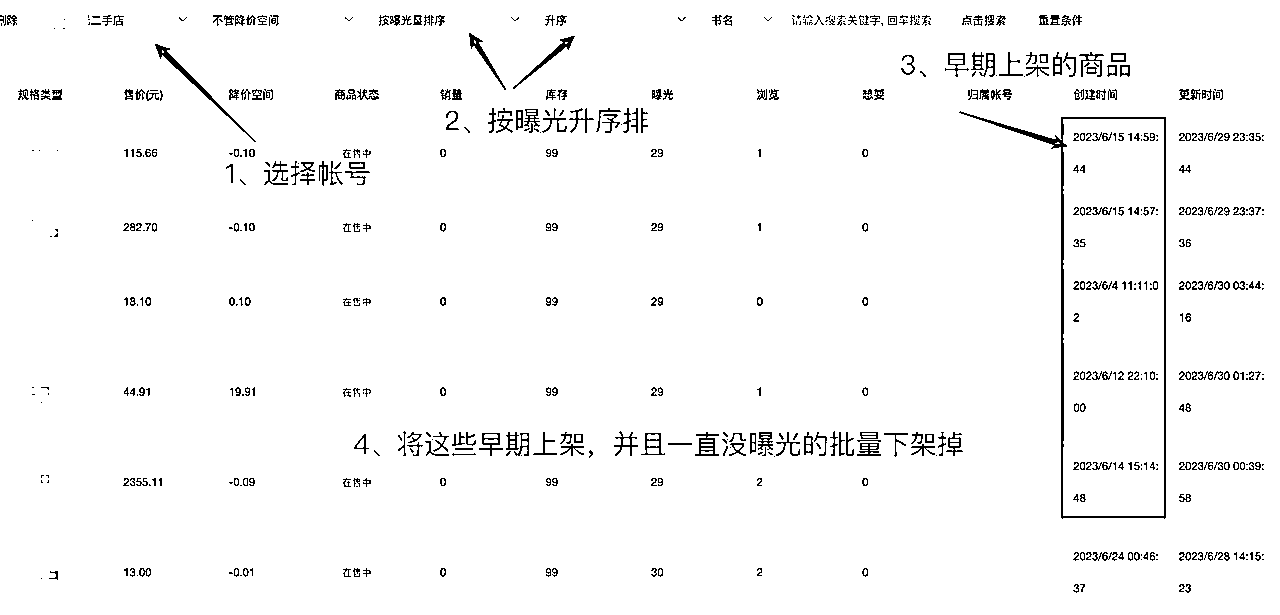 删除 二手店 不管降价空间 按曝光量排序 升序 书名 请输入搜索关键字, 回车搜索 点击搜索 重置条件
3、早期上架的商品
规格类型 售价(元) 降价空间 商品状态 销量 库存 曝光 浏览 想要 归属帐号 创建时间 更新时间
2、按曝光升序排
115.66 -0.10 在售中 0 99 29 1 0 2023/6/15 14:59:44 2023/6/29 23:35:44
1、选择帐号
282.70 -0.10 在售中 0 99 29 1 0 2023/6/15 14:57:35 2023/6/29 23:37:36
18.10 0.10 在售中 0 99 29 0 0 2023/6/4 11:11:02 2023/6/30 03:44:16
44.91 19.91 在售中 0 99 29 1 0 2023/6/12 22:10:00 2023/6/30 01:27:48
4、将这些早期上架，并且一直没曝光的批量下架掉
2355.11 -0.09 在售中 0 99 29 2 0 2023/6/14 15:14:48 2023/6/30 00:39:58
13.00 -0.01 在售中 0 99 30 2 0 2023/6/24 00:46:37 2023/6/28 14:15:23